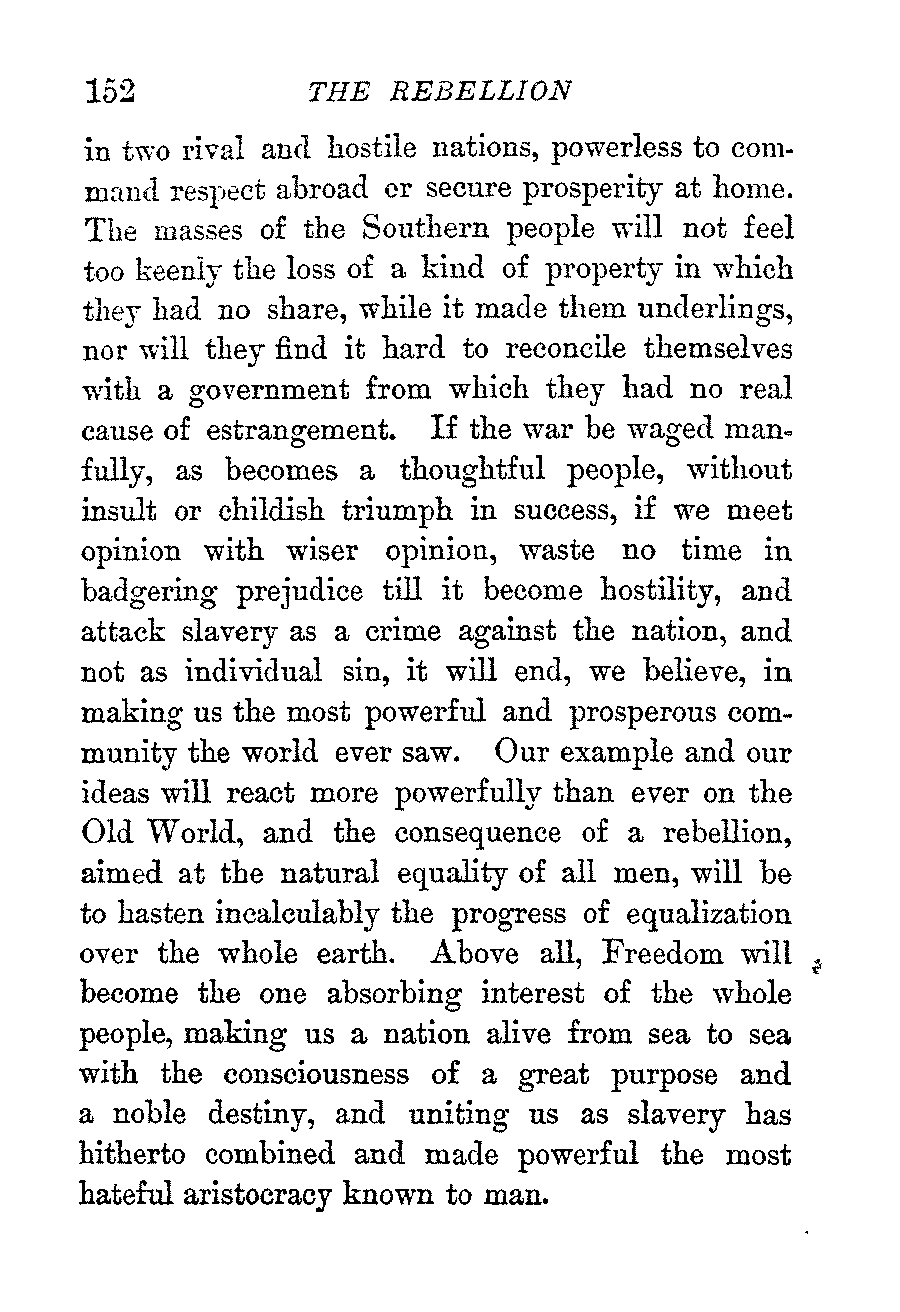 152 THE REBELLION
in two rival and hostile nations, powerless to com-
mand respect abroad or secure prosperity at home.
The masses of the Southern people will not feel
too keenly the loss of a kind of property in which
they had no share, while it made them underlings,
nor will they find it hard to reconcile themselves
with a government from which they had no real
cause of estrangement. If the war be waged man-
fully, as becomes a thoughtful people, without
insult or childish triumph in success, if we meet
opinion with wiser opinion, waste no time in
badgering prejudice till it become hostility, and
attack slavery as a crime against the nation, and
not as individual sin, it will end, we believe, in
making us the most powerful and prosperous com-
munity the world ever saw. Our example and our
ideas will react more powerfully than ever on the
Old World, and the consequence of a rebellion,
aimed at the natural equality of all men, will be
to hasten incalculably the progress of equalization
over the whole earth. Above all, Freedom will
become the one absorbing interest of the whole
people, making us a nation alive from sea to sea
with the consciousness of a great purpose and
a noble destiny, and uniting us as slavery has
hitherto combined and made powerful the most
hateful aristocracy known to man.